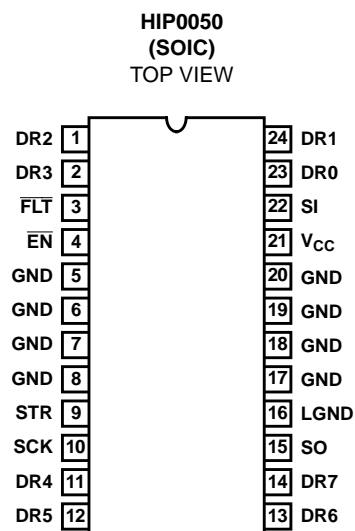 HIP0050
(SOIC)
TOP VIEW
DR2 1
DR3 2
F̅L̅T̅ 3
E̅N̅ 4
GND 5
GND 6
GND 7
GND 8
STR 9
SCK 10
DR4 11
DR5 12
24 DR1
23 DR0
22 SI
21 VCC
20 GND
19 GND
18 GND
17 GND
16 LGND
15 SO
14 DR7
13 DR6